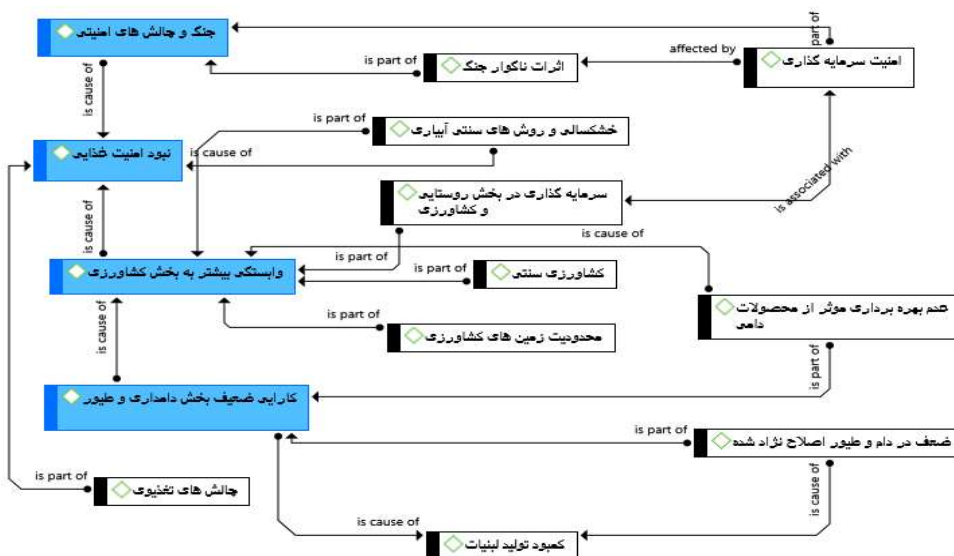 جنگ و چالش های امنیتی
part of
is part of
اثرات ناگوار جنگ
affected by
امنیت سرمایه گذاری
is cause of
is part of
خشکسالی و روش های سنتی آبیاری
نبود امنیت غذایی
is cause of
is associated with
سرمایه گذاری در بخش روستایی
و کشاورزی
is cause of
is cause of
is part of
وابستگی بیشتر به بخش کشاورزی
is part of
کشاورزی سنتی
عدم بهره برداری موثر از محصولات
دامی
is part of
محدودیت زمین های کشاورزی
is cause of
is part of
کارایی ضعیف بخش دامداری و طیور
is part of
ضعف در دام و طیور اصلاح نژاد شده
is part of
چالش های تغذیوی
is cause of
is cause of
کمبود تولید لبنیات